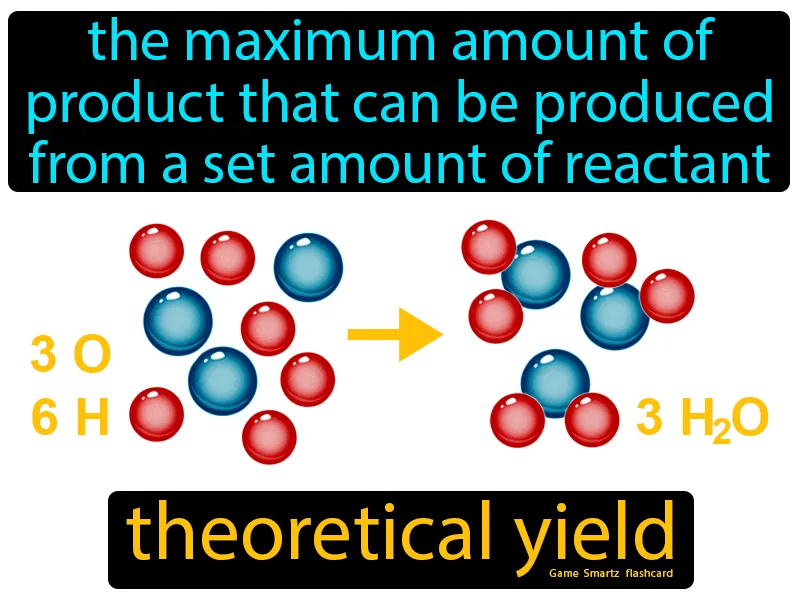 the maximum amount of
product that can be produced
from a set amount of reactant
3 O
6 H
3 H₂O
theoretical yield
Game Smartz flashcard